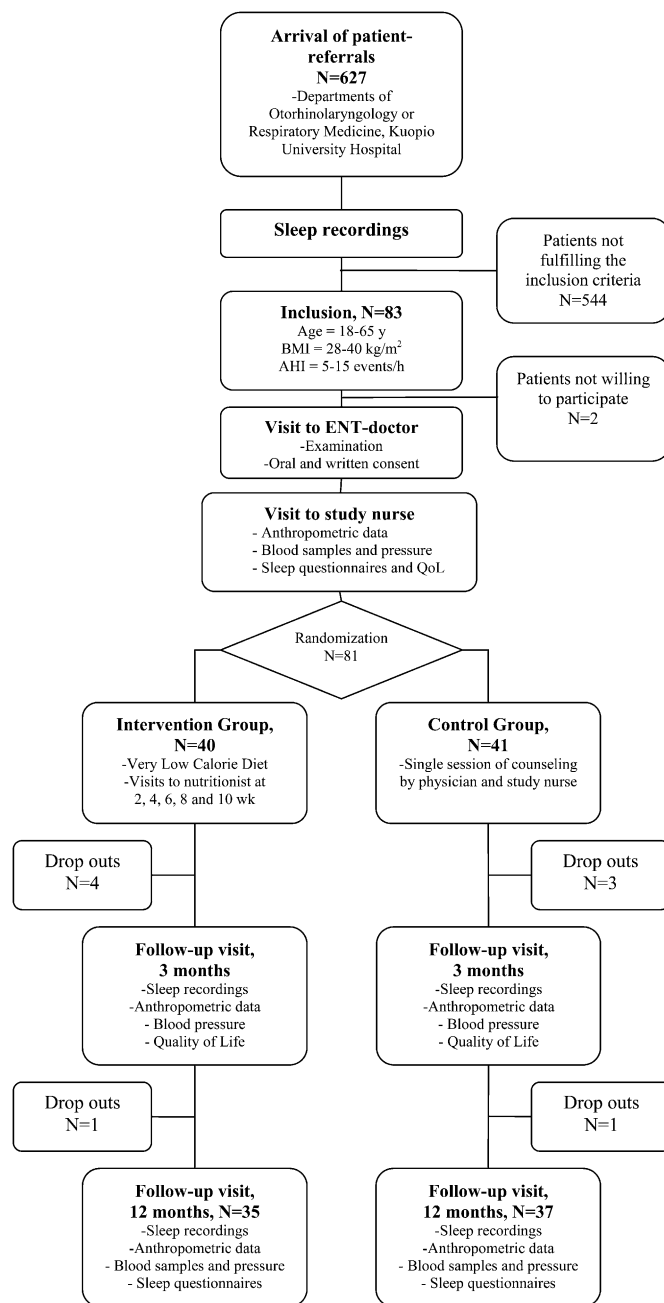 Arrival of patient-
referrals
N=627
-Departments of
Otorhinolaryngology or
Respiratory Medicine, Kuopio
University Hospital
Sleep recordings
Patients not
fulfilling the
inclusion criteria
N=544
Inclusion, N=83
Age = 18-65 y
BMI = 28-40 kg/m²
AHI = 5-15 events/h
Patients not willing
to participate
N=2
Visit to ENT-doctor
-Examination
-Oral and written consent
Visit to study nurse
- Anthropometric data
- Blood samples and pressure
- Sleep questionnaires and QoL
Randomization
N=81
Intervention Group,
N=40
-Very Low Calorie Diet
-Visits to nutritionist at
2, 4, 6, 8 and 10 wk
Control Group,
N=41
-Single session of counseling
by physician and study nurse
Drop outs
N=4
Drop outs
N=3
Follow-up visit,
3 months
-Sleep recordings
-Anthropometric data
- Blood pressure
- Quality of Life
Follow-up visit,
3 months
-Sleep recordings
-Anthropometric data
- Blood pressure
- Quality of Life
Drop outs
N=1
Drop outs
N=1
Follow-up visit,
12 months, N=35
-Sleep recordings
-Anthropometric data
- Blood samples and pressure
- Sleep questionnaires
Follow-up visit,
12 months, N=37
-Sleep recordings
-Anthropometric data
- Blood samples and pressure
- Sleep questionnaires